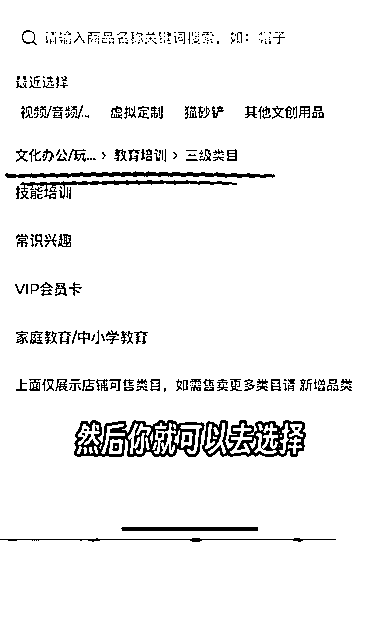 请输入商品名称关键词搜索，如：帽子
最近选择
视频/音频/... 虚拟定制 猫砂铲 其他文创用品
文化办公/玩... > 教育培训 > 三级类目
技能培训
常识兴趣
VIP会员卡
家庭教育/中小学教育
上面仅展示店铺可售类目，如需售卖更多类目请 新增品类
然后你就可以去选择